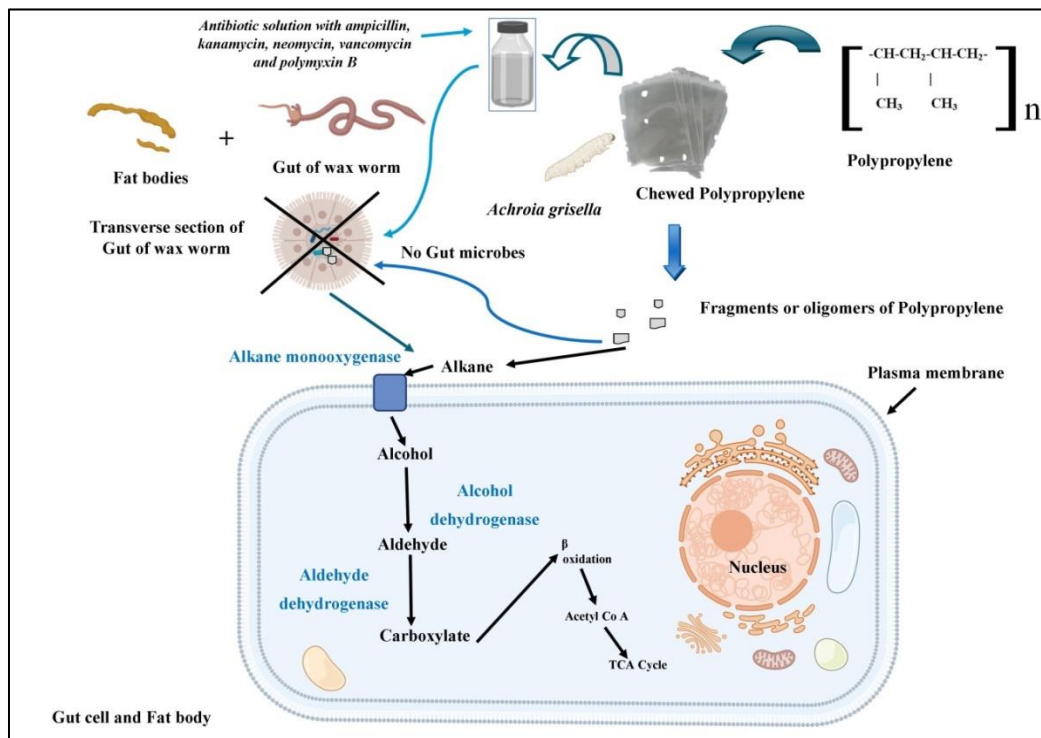 Antibiotic solution with ampicillin,
kanamycin, neomycin, vancomycin
and polymyxin B
-CH-CH₂-CH-CH₂-
| |
CH₃ CH₃
n
Polypropylene
Fat bodies
+
Gut of wax worm
Achroia grisella
Chewed Polypropylene
Transverse section of
Gut of wax worm
No Gut microbes
Fragments or oligomers of Polypropylene
Alkane monooxygenase
Alkane
Plasma membrane
Alcohol
Alcohol
dehydrogenase
Aldehyde
Aldehyde
dehydrogenase
Carboxylate
β
oxidation
Acetyl Co A
TCA Cycle
Nucleus
Gut cell and Fat body